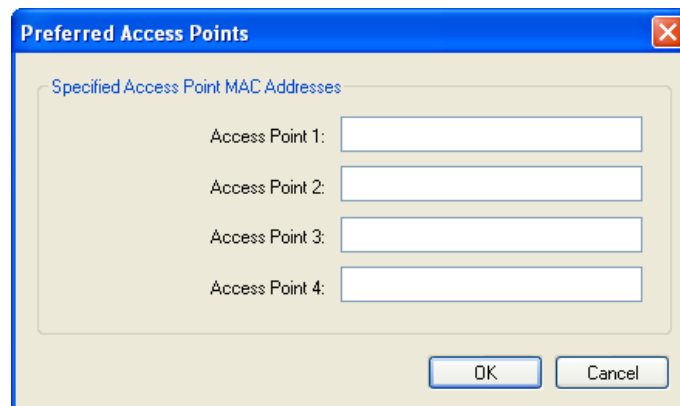 Preferred Access Points
Specified Access Point MAC Addresses
Access Point 1:
Access Point 2:
Access Point 3:
Access Point 4:
OK Cancel